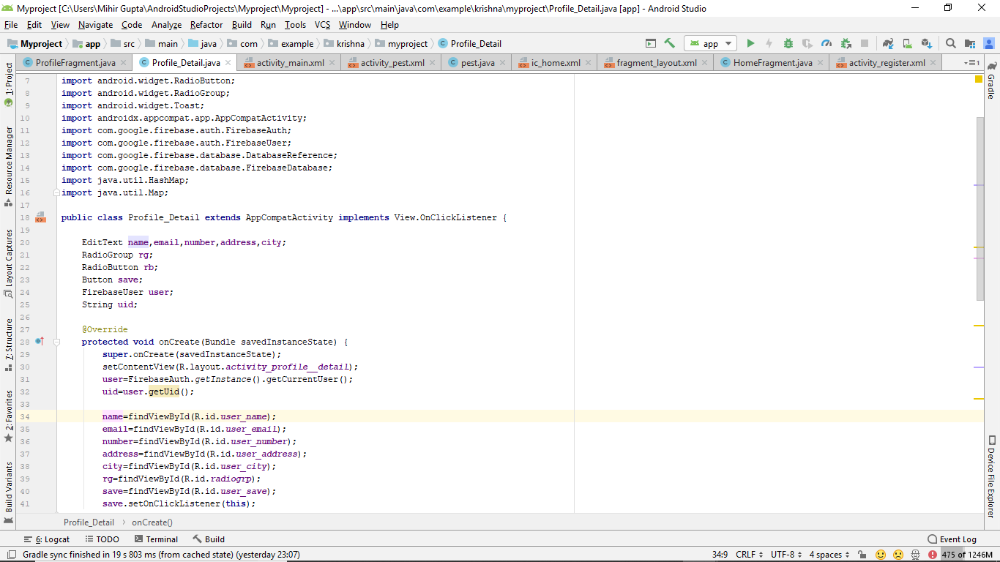 Myproject [C:\Users\Mihir Gupta\AndroidStudioProjects\Myproject\Myproject] - ...\app\src\main\java\com\example\krishna\myproject\Profile_Detail.java [app] - Android Studio
File Edit View Navigate Code Analyze Refactor Build Run Tools VCS Window Help
Myproject app src main java com example krishna myproject Profile_Detail app
ProfileFragment.java Profile_Detail.java activity_main.xml activity_pest.xml pest.java ic_home.xml fragment_layout.xml HomeFragment.java activity_register.xml 1
1: Project
Resource Manager
Layout Captures
7: Structure
2: Favorites
Build Variants
7 import android.widget.RadioButton;
8 import android.widget.RadioGroup;
9 import android.widget.Toast;
10 import androidx.appcompat.app.AppCompatActivity;
11 import com.google.firebase.auth.FirebaseAuth;
12 import com.google.firebase.auth.FirebaseUser;
13 import com.google.firebase.database.DatabaseReference;
14 import com.google.firebase.database.FirebaseDatabase;
15 import java.util.HashMap;
16 import java.util.Map;
17
18 public class Profile_Detail extends AppCompatActivity implements View.OnClickListener {
19
20 EditText name,email,number,address,city;
21 RadioGroup rg;
22 RadioButton rb;
23 Button save;
24 FirebaseUser user;
25 String uid;
26
27 @Override
28 protected void onCreate(Bundle savedInstanceState) {
29 super.onCreate(savedInstanceState);
30 setContentView(R.layout.activity_profile__detail);
31 user=FirebaseAuth.getInstance().getCurrentUser();
32 uid=user.getUid();
33
34 name=findViewById(R.id.user_name);
35 email=findViewById(R.id.user_email);
36 number=findViewById(R.id.user_number);
37 address=findViewById(R.id.user_address);
38 city=findViewById(R.id.user_city);
39 rg=findViewById(R.id.radiogrp);
40 save=findViewById(R.id.user_save);
41 save.setOnClickListener(this);
Gradle
Device File Explorer
Profile_Detail onCreate()
6: Logcat TODO Terminal Build Event Log
Gradle sync finished in 19 s 803 ms (from cached state) (yesterday 23:07) 34:9 CRLF UTF-8 4 spaces 475 of 1246M